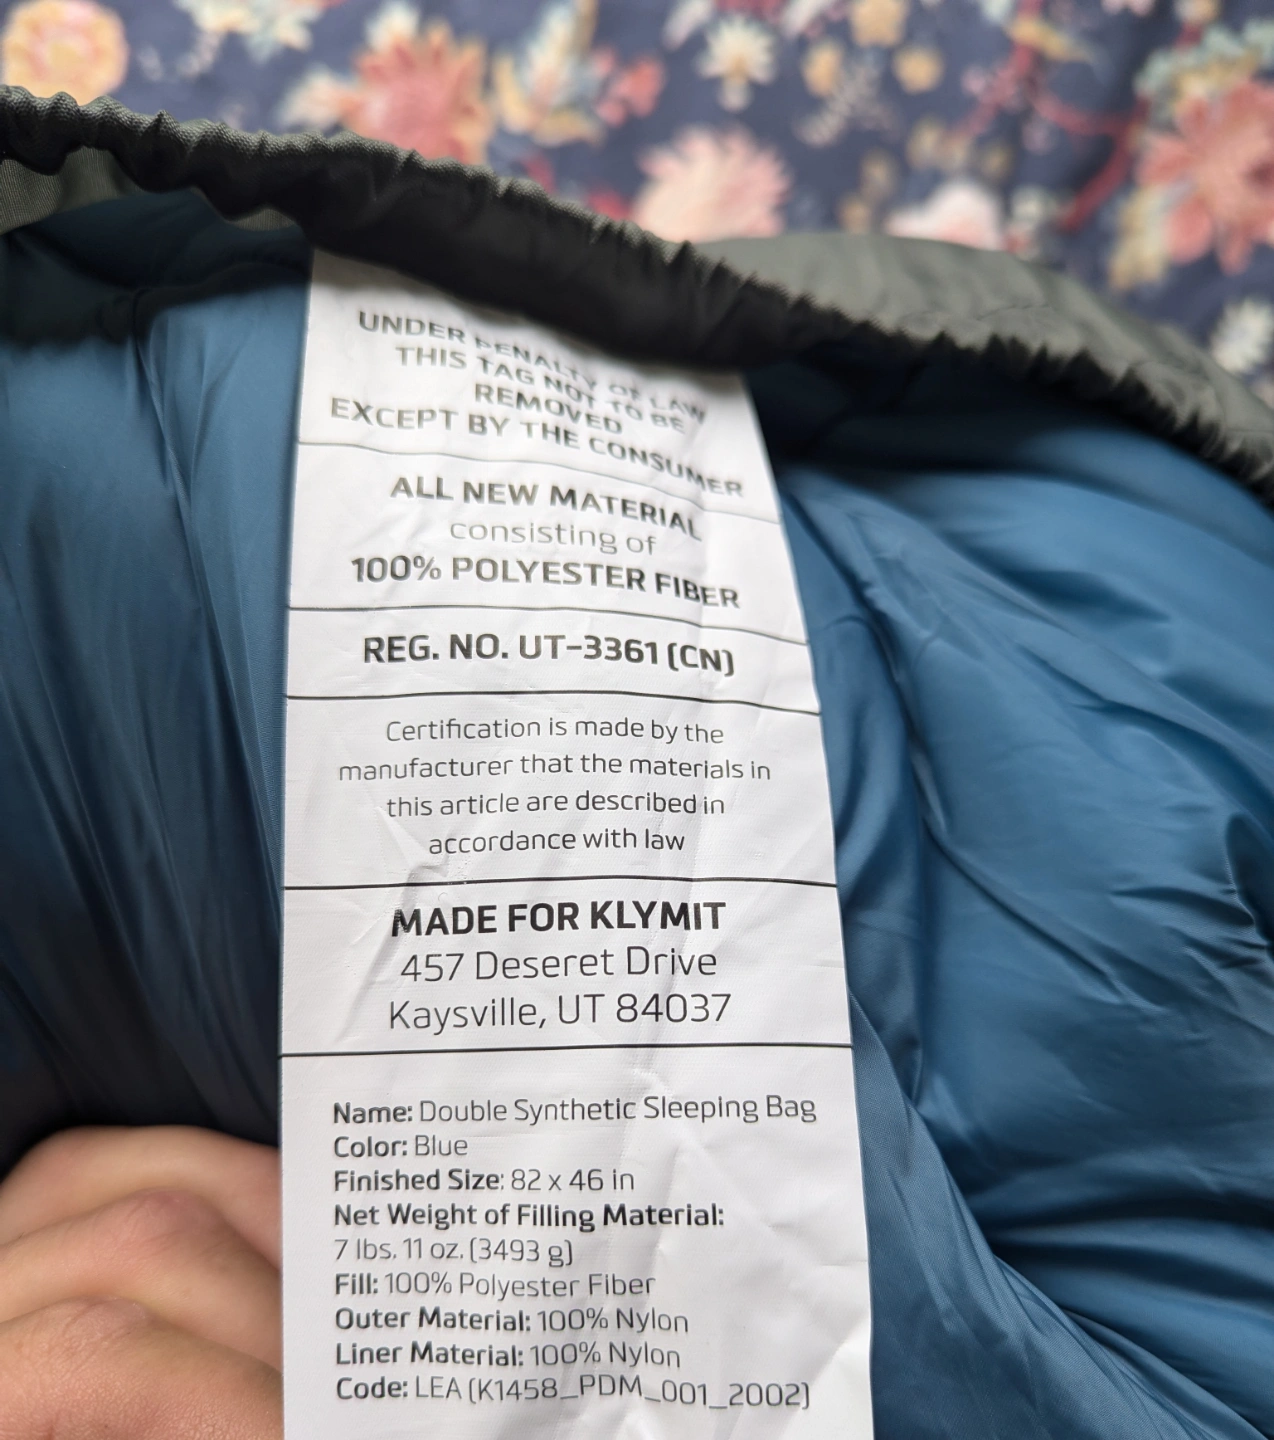 UNDER PENALTY OF LAW
THIS TAG NOT TO BE
REMOVED
EXCEPT BY THE CONSUMER
ALL NEW MATERIAL
consisting of
100% POLYESTER FIBER
REG. NO. UT-3361 (CN)
Certification is made by the
manufacturer that the materials in
this article are described in
accordance with law
MADE FOR KLYMIT
457 Deseret Drive
Kaysville, UT 84037
Name: Double Synthetic Sleeping Bag
Color: Blue
Finished Size: 82 x 46 in
Net Weight of Filling Material:
7 lbs. 11 oz. (3493 g)
Fill: 100% Polyester Fiber
Outer Material: 100% Nylon
Liner Material: 100% Nylon
Code: LEA (K1458_PDM_001_2002)